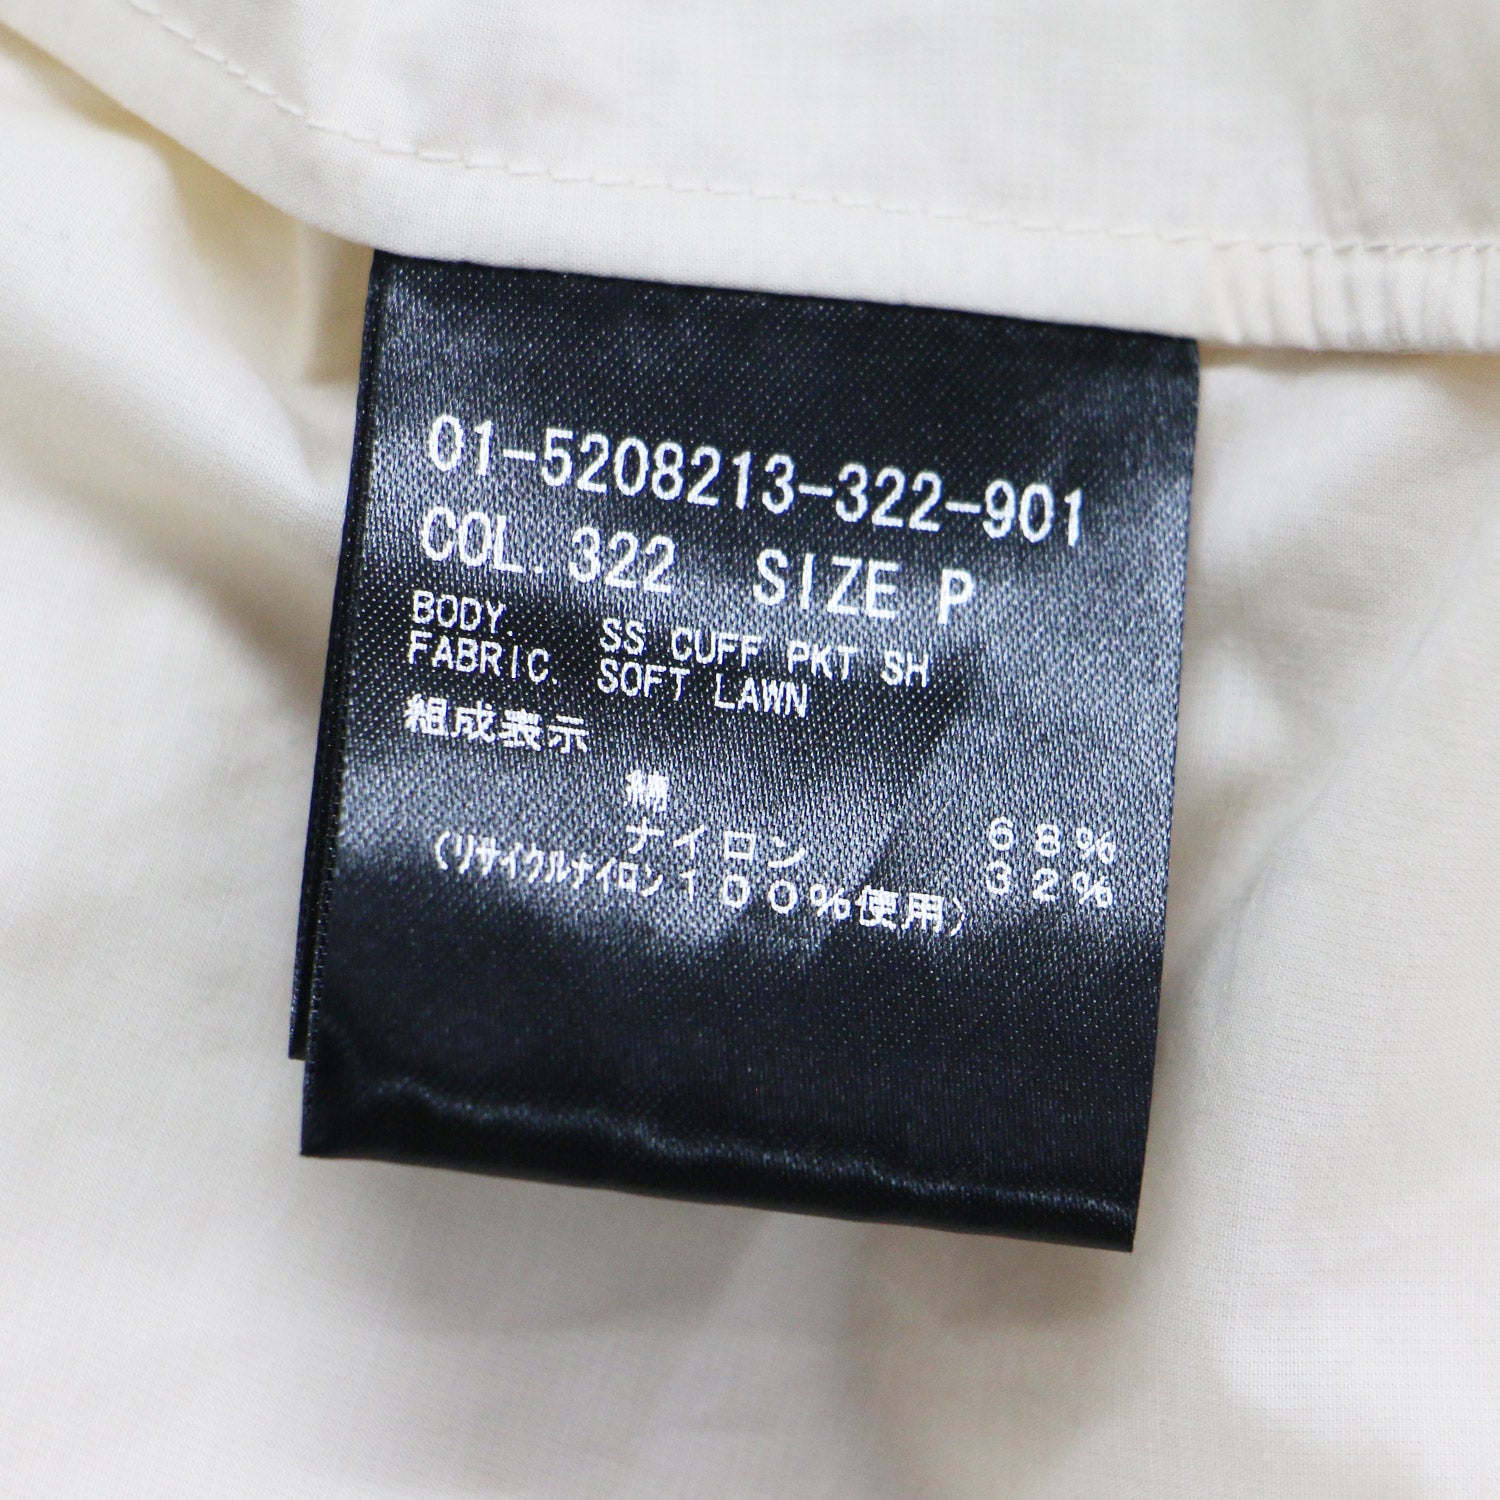 01-5208213-322-901
COL. 322 SIZE P
BODY. SS CUFF PKT SH
FABRIC. SOFT LAWN
組成表示
綿 68%
ナイロン 32%
(リサイクルナイロン100%使用)